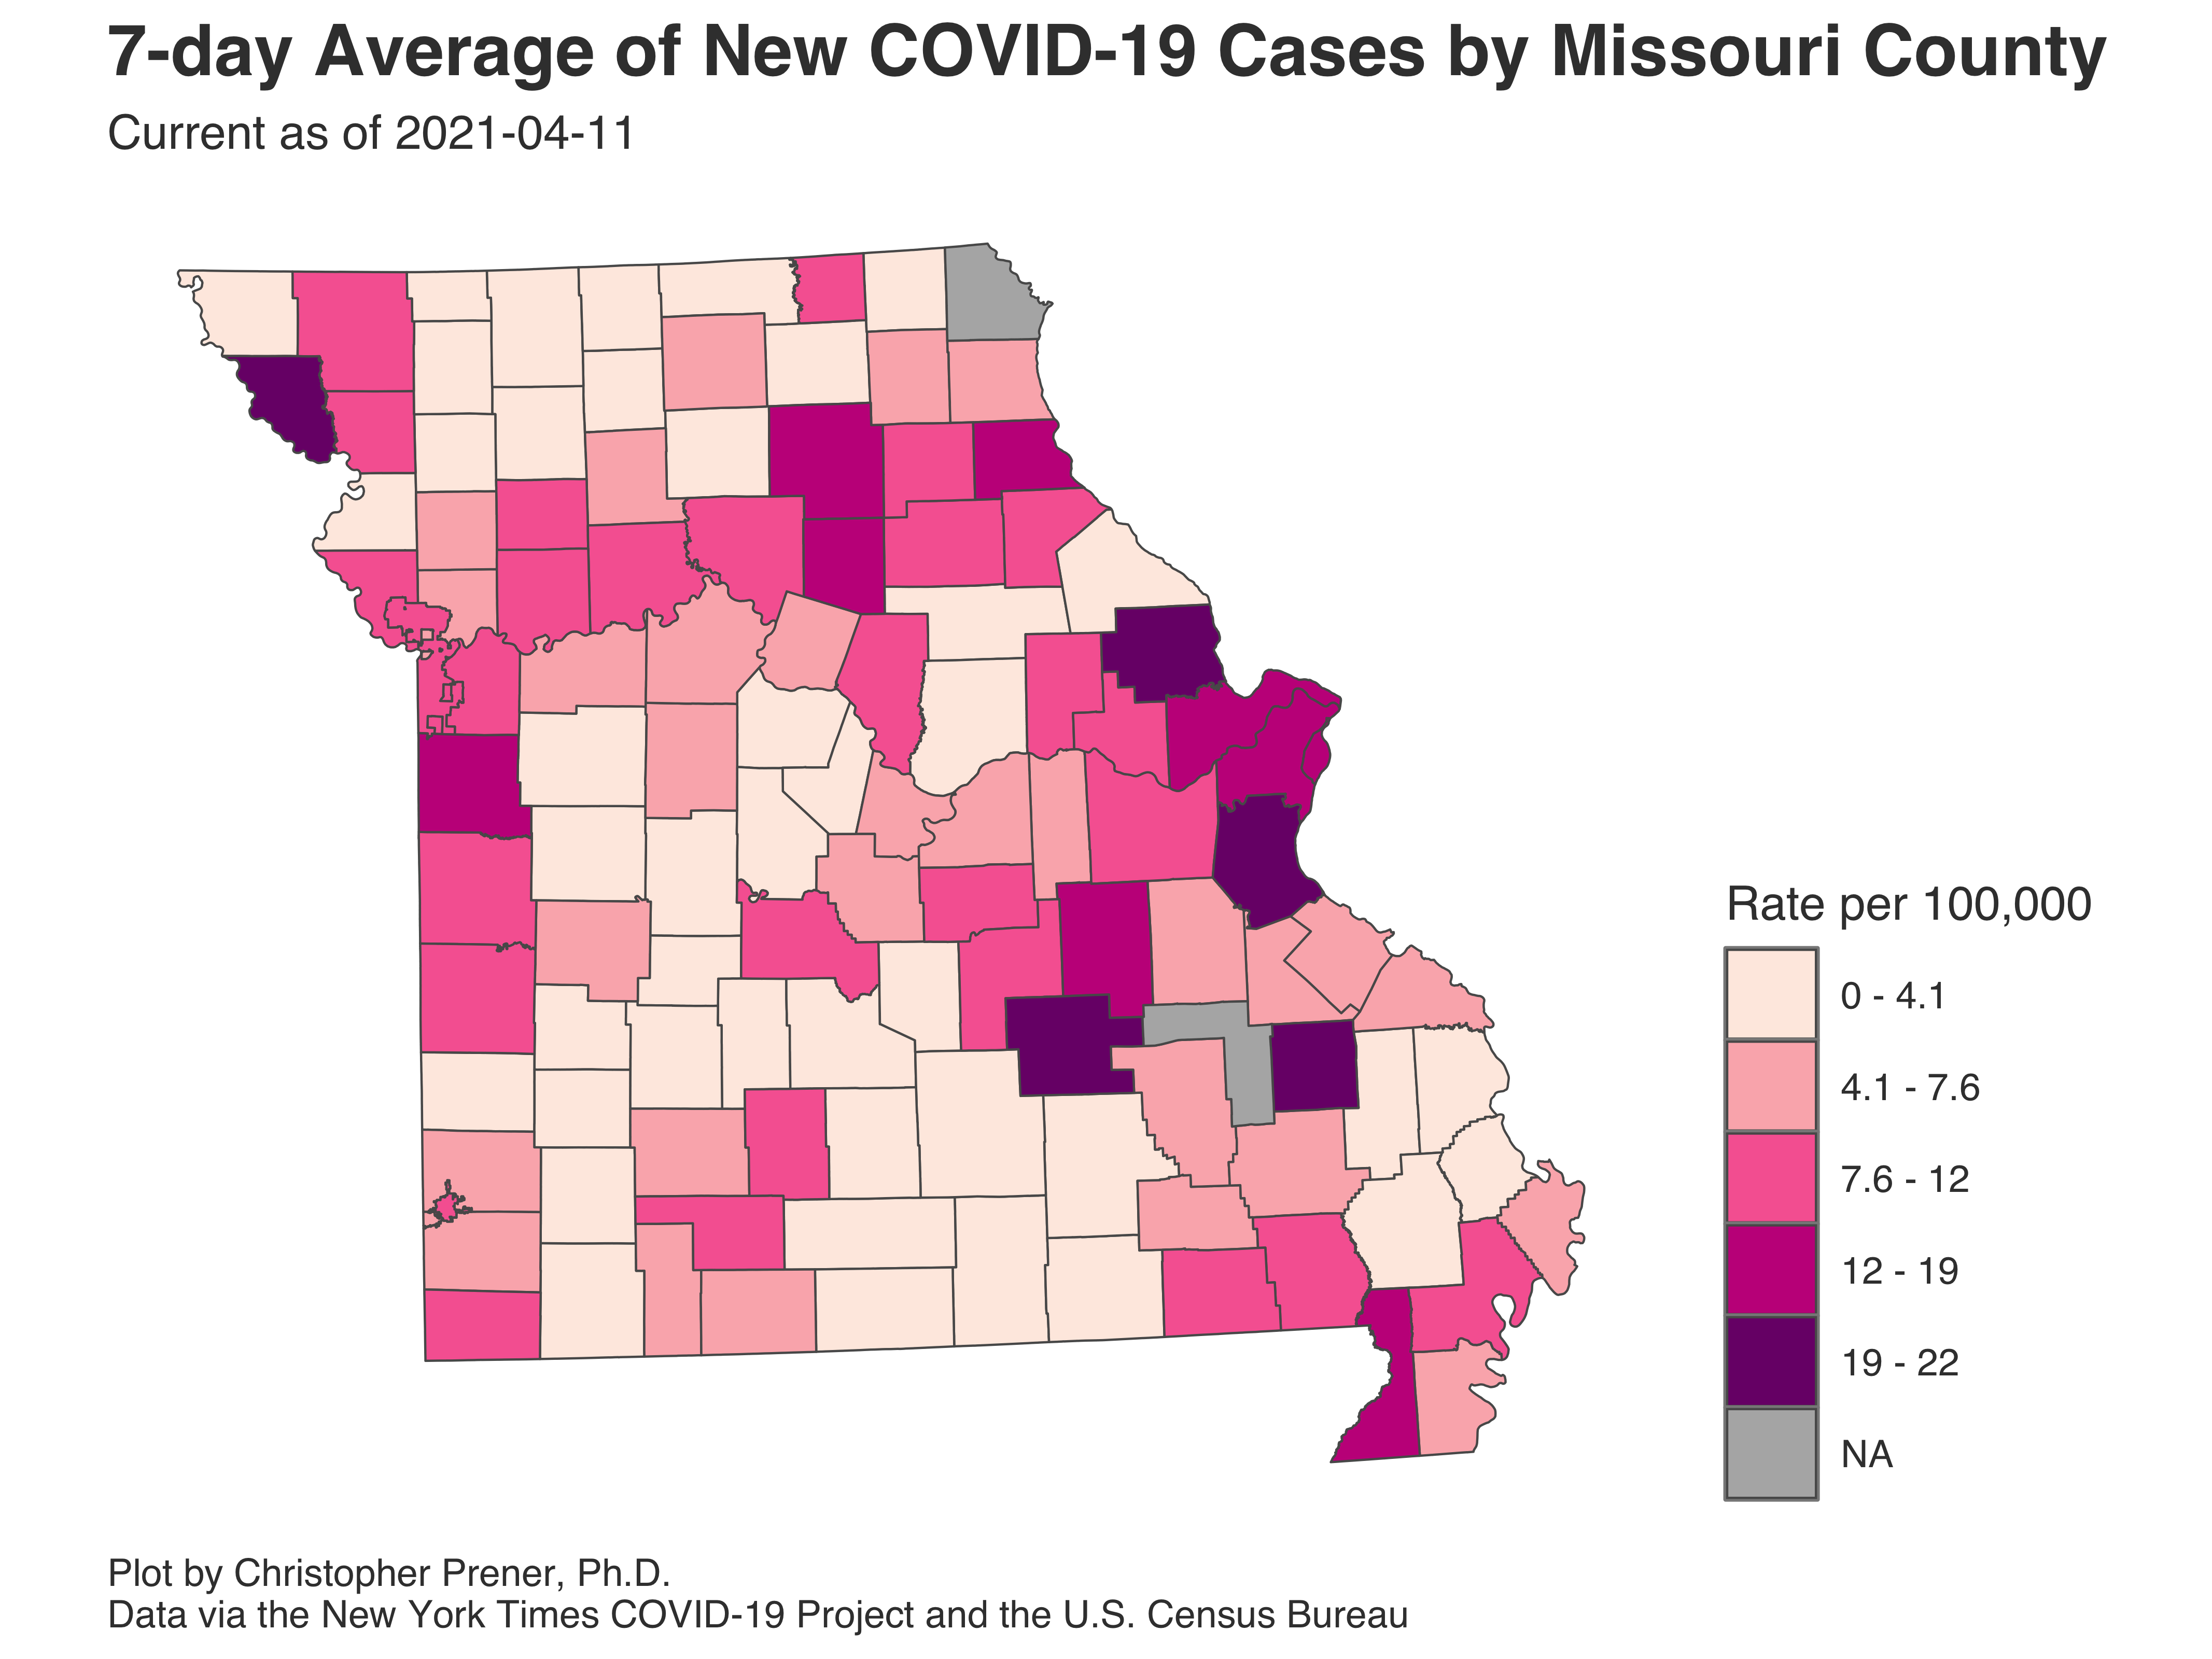 7-day Average of New COVID-19 Cases by Missouri County
Current as of 2021-04-11
Rate per 100,000
0 - 4.1
4.1 - 7.6
7.6 - 12
12 - 19
19 - 22
NA
Plot by Christopher Prener, Ph.D.
Data via the New York Times COVID-19 Project and the U.S. Census Bureau